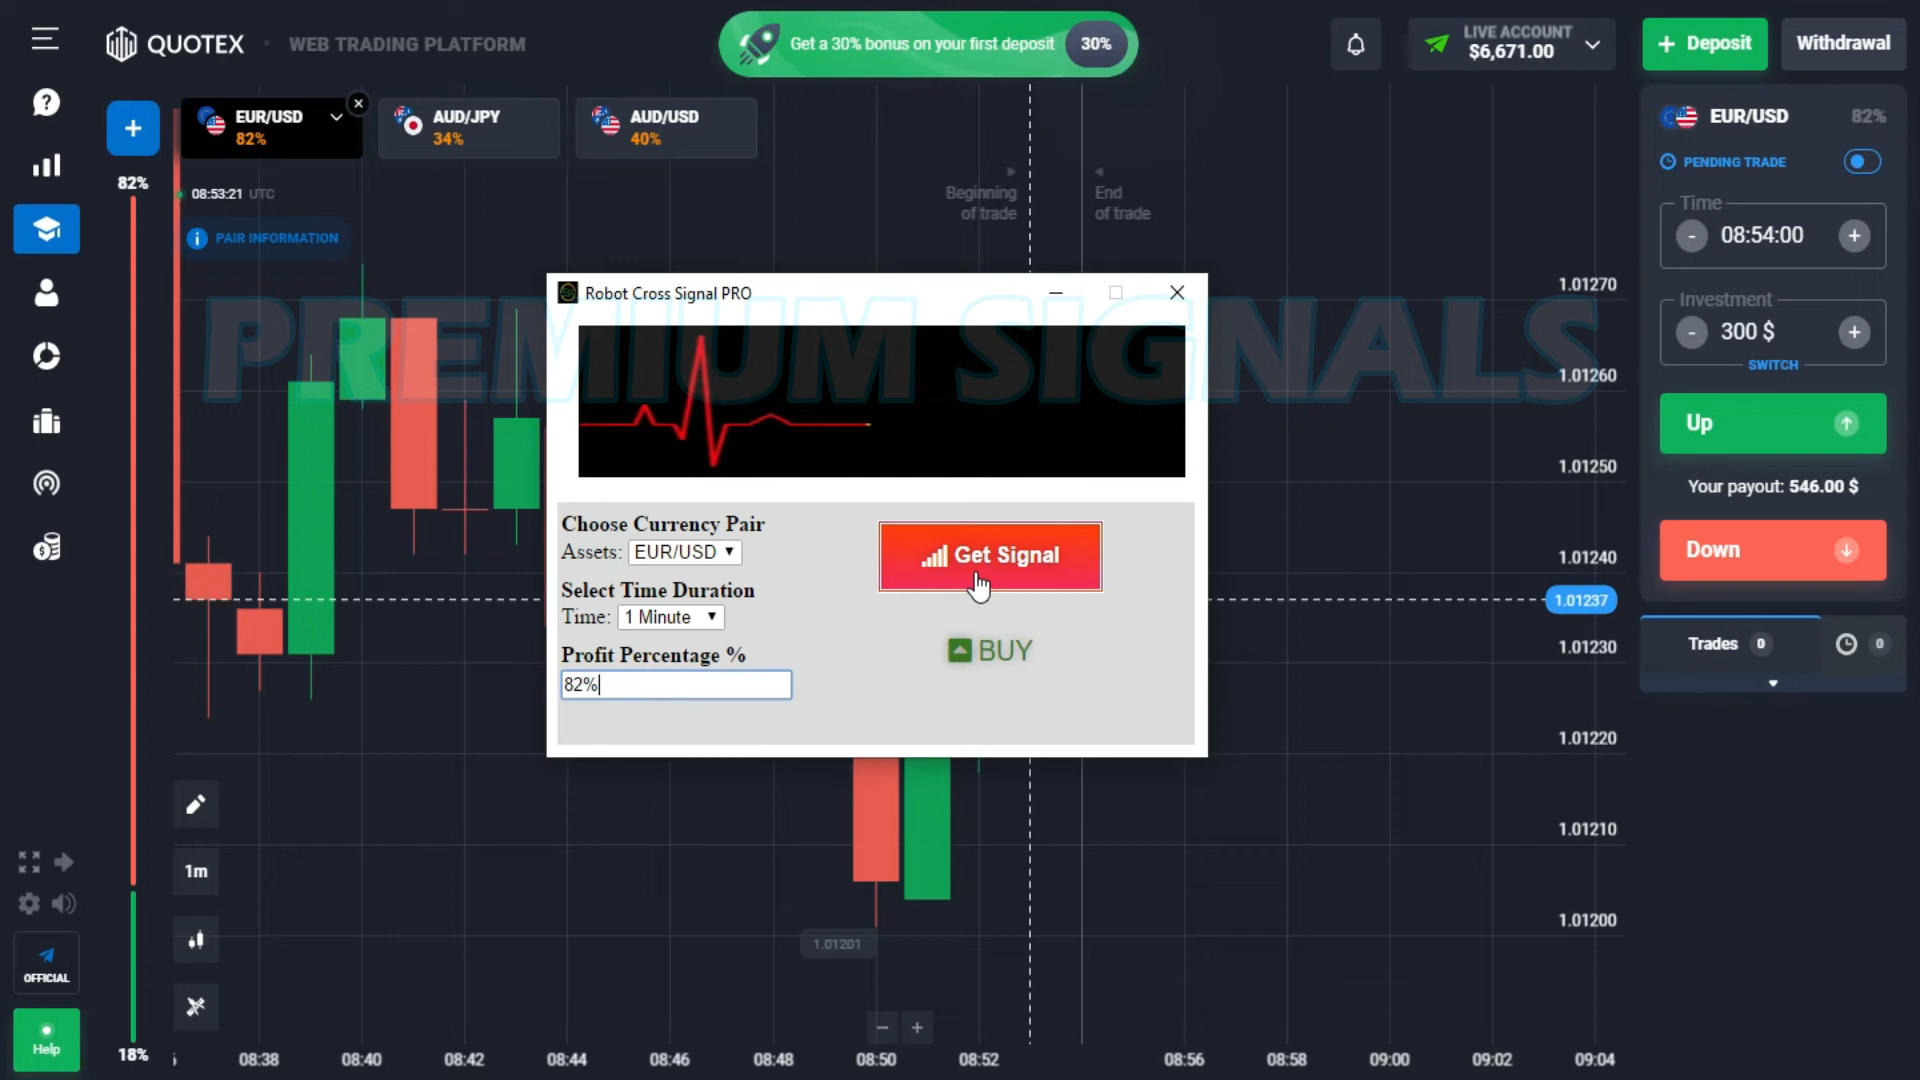 QUOTEX
WEB TRADING PLATFORM
Get a 30% bonus on your first deposit
30%
LIVE ACCOUNT
$6,671.00
+ Deposit
Withdrawal
EUR/USD
82%
AUD/JPY
34%
AUD/USD
40%
82%
08:53:21 UTC
PAIR INFORMATION
Beginning
of trade
End
of trade
EUR/USD
82%
PENDING TRADE
Time
- 08:54:00 +
Investment
- 300 $ +
SWITCH
Up
Your payout: 546.00 $
Down
Trades 0
0
PREMIUM SIGNALS
Robot Cross Signal PRO
Choose Currency Pair
Assets: EUR/USD
Select Time Duration
Time: 1 Minute
Profit Percentage %
82%
Get Signal
BUY
1.01270
1.01260
1.01250
1.01240
1.01237
1.01230
1.01220
1.01210
1.01200
1.01201
1m
OFFICIAL
Help
18%
08:38
08:40
08:42
08:44
08:46
08:48
08:50
08:52
08:56
08:58
09:00
09:02
09:04